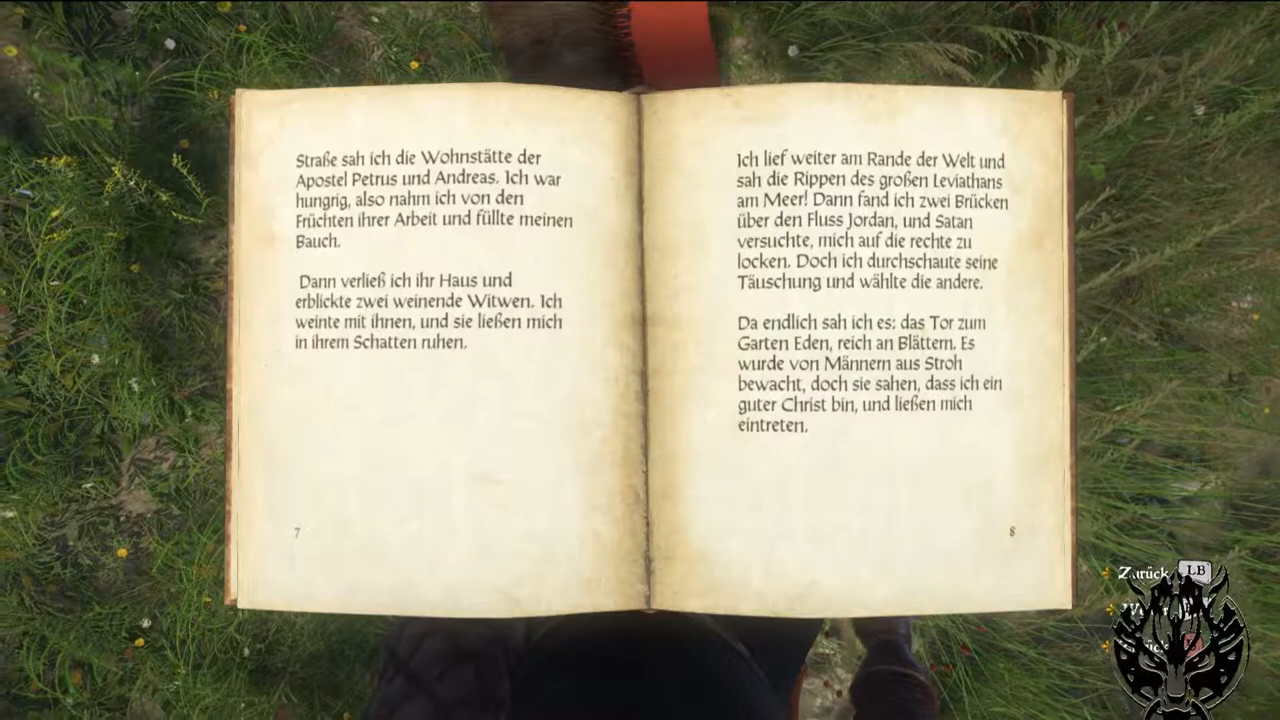 Straße sah ich die Wohnstätte der
Apostel Petrus und Andreas. Ich war
hungrig, also nahm ich von den
Früchten ihrer Arbeit und füllte meinen
Bauch.
Dann verließ ich ihr Haus und
erblickte zwei weinende Witwen. Ich
weinte mit ihnen, und sie ließen mich
in ihrem Schatten ruhen.
7
Ich lief weiter am Rande der Welt und
sah die Rippen des großen Leviathans
am Meer! Dann fand ich zwei Brücken
über den Fluss Jordan, und Satan
versuchte, mich auf die rechte zu
locken. Doch ich durchschaute seine
Täuschung und wählte die andere.
Da endlich sah ich es: das Tor zum
Garten Eden, reich an Blättern. Es
wurde von Männern aus Stroh
bewacht, doch sie sahen, dass ich ein
guter Christ bin, und ließen mich
eintreten.
8
Zurück LB